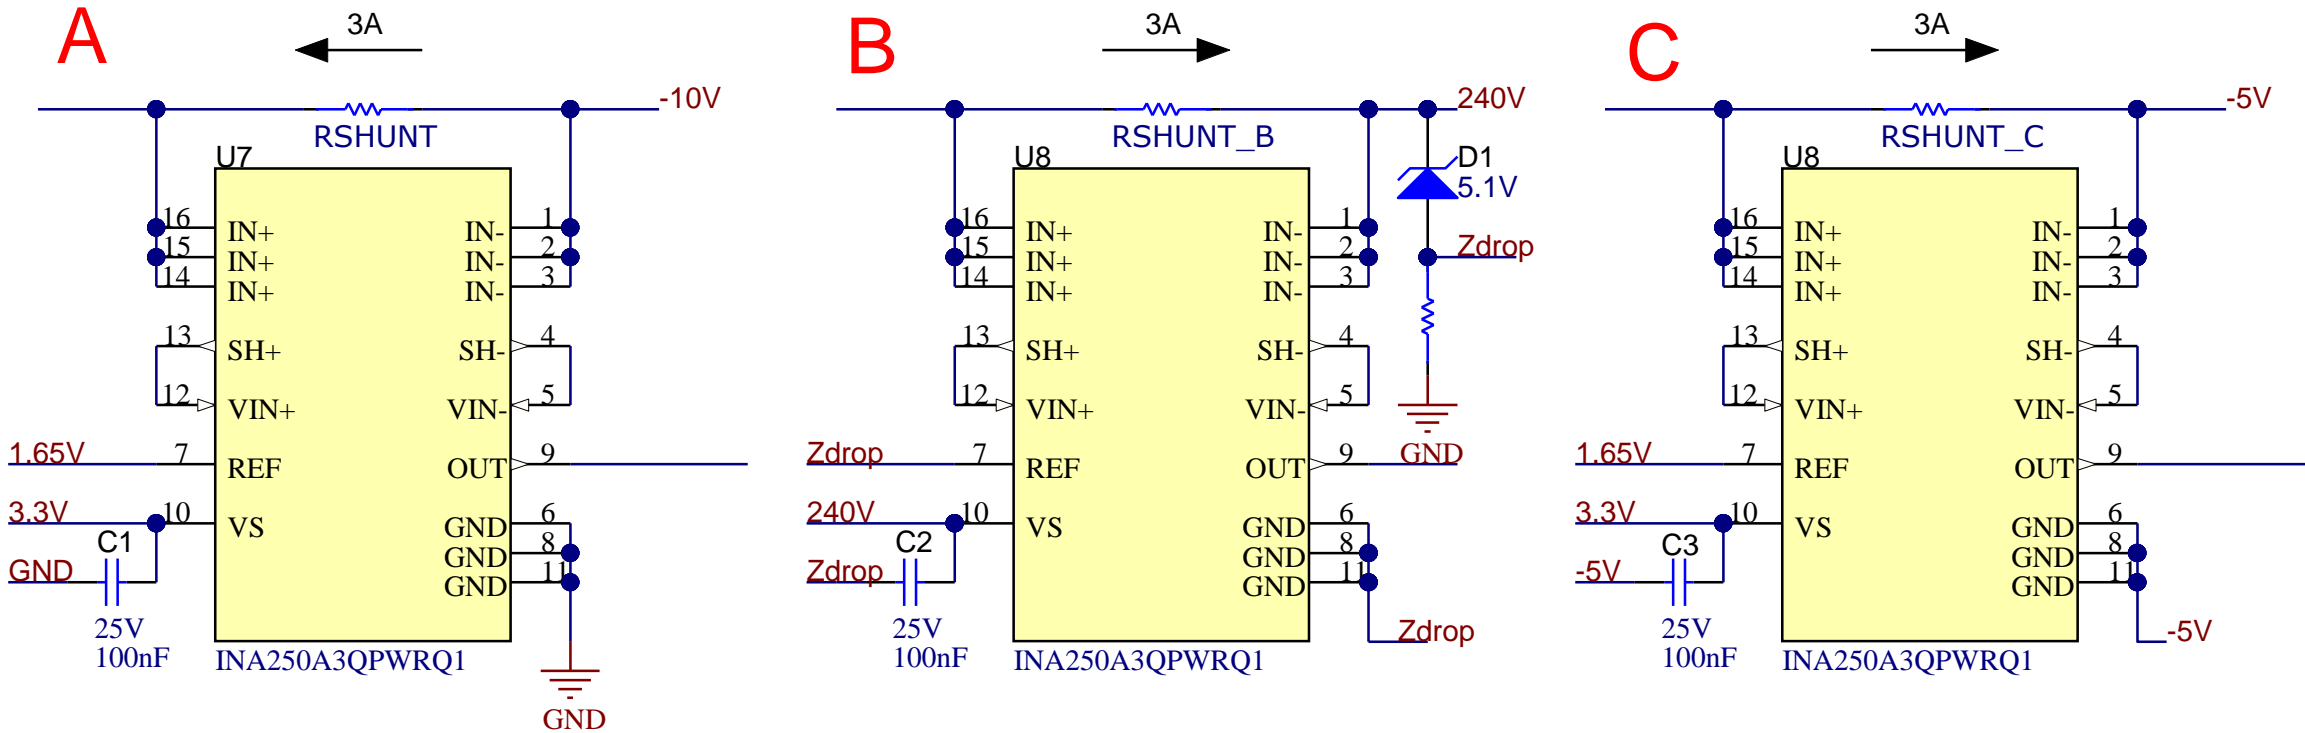 A
3A
-10V
RSHUNT
U7
16 IN+ IN- 1
15 IN+ IN- 2
14 IN+ IN- 3
13 SH+ SH- 4
12 VIN+ VIN- 5
1.65V 7 REF OUT 9
3.3V 10 VS GND 6
C1 GND 8
GND GND 11
25V
100nF
INA250A3QPWRQ1
GND
B
3A
240V
RSHUNT_B
U8
D1
5.1V
16 IN+ IN- 1
15 IN+ IN- 2
Zdrop
14 IN+ IN- 3
13 SH+ SH- 4
12 VIN+ VIN- 5
GND
Zdrop 7 REF OUT 9
240V 10 VS GND 6
C2 GND 8
Zdrop GND 11
25V
100nF
Zdrop
INA250A3QPWRQ1
C
3A
-5V
RSHUNT_C
U8
16 IN+ IN- 1
15 IN+ IN- 2
14 IN+ IN- 3
13 SH+ SH- 4
12 VIN+ VIN- 5
1.65V 7 REF OUT 9
3.3V 10 VS GND 6
C3 GND 8
-5V GND 11
25V
100nF
-5V
INA250A3QPWRQ1